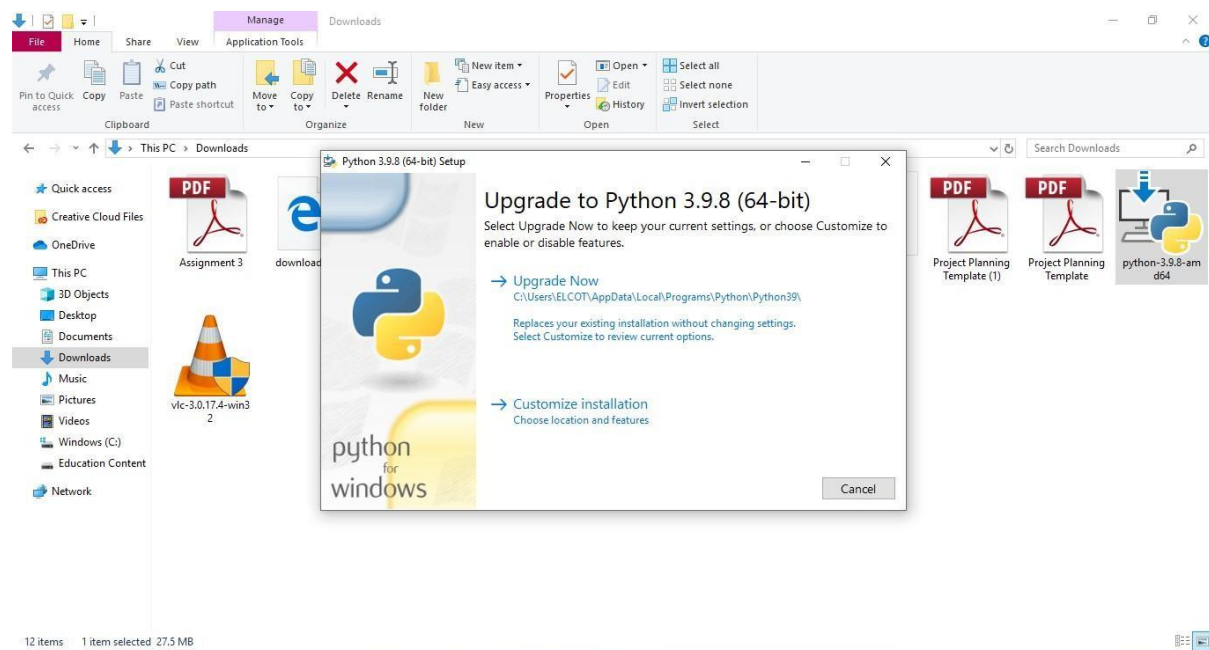 Manage
Downloads
File Home Share View Application Tools
Pin to Quick access
Copy
Paste
Cut
Copy path
Paste shortcut
Clipboard
Move to
Copy to
Delete
Rename
Organize
New folder
New item
Easy access
New
Properties
Open
Edit
History
Open
Select all
Select none
Invert selection
Select
This PC > Downloads
Search Downloads
Quick access
Creative Cloud Files
OneDrive
This PC
3D Objects
Desktop
Documents
Downloads
Music
Pictures
Videos
Windows (C:)
Education Content
Network
PDF
Assignment 3
download
vlc-3.0.17.4-win3
2
Python 3.9.8 (64-bit) Setup
Upgrade to Python 3.9.8 (64-bit)
Select Upgrade Now to keep your current settings, or choose Customize to
enable or disable features.
Upgrade Now
C:\Users\ELCOT\AppData\Local\Programs\Python\Python39\
Replaces your existing installation without changing settings.
Select Customize to review current options.
Customize installation
Choose location and features
python
for
windows
Cancel
PDF
Project Planning
Template (1)
PDF
Project Planning
Template
python-3.9.8-am
d64
12 items 1 item selected 27.5 MB